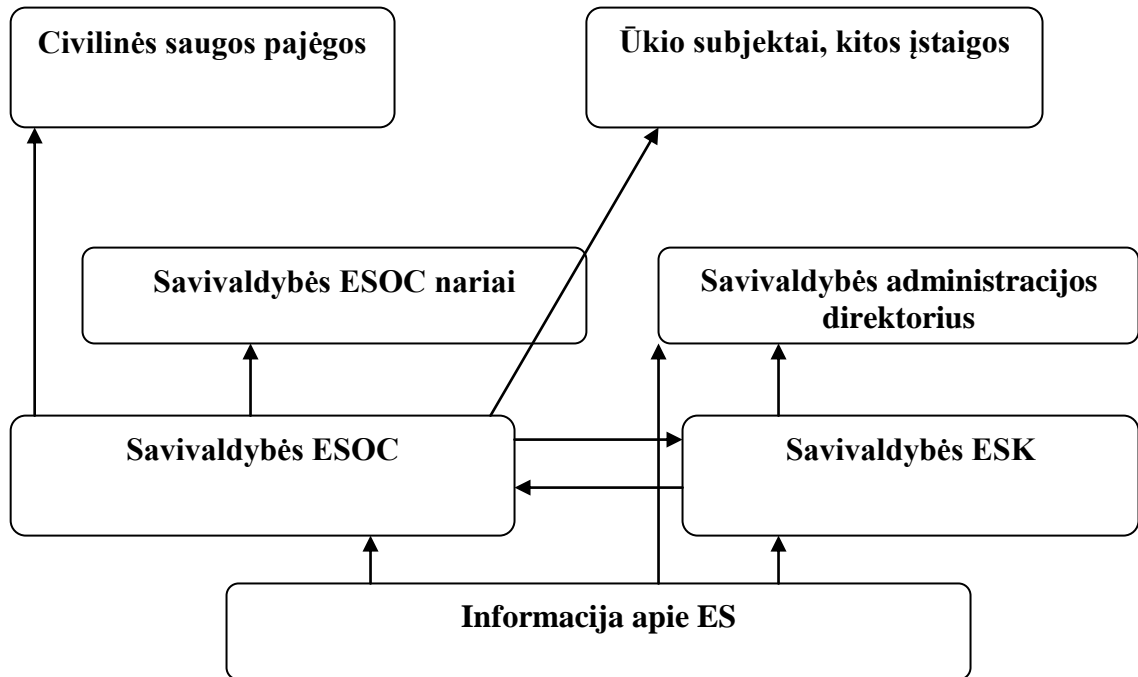 Civilinės saugos pajėgos
Ūkio subjektai, kitos įstaigos
Savivaldybės ESOC nariai
Savivaldybės administracijos
direktorius
Savivaldybės ESOC
Savivaldybės ESK
Informacija apie ES